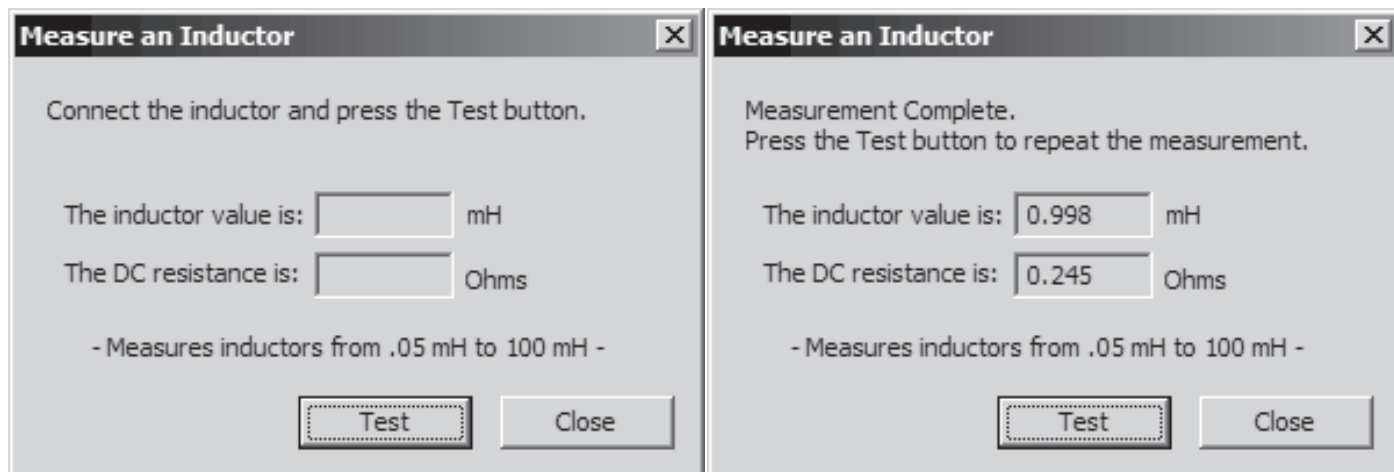 Measure an Inductor
Connect the inductor and press the Test button.
The inductor value is: mH
The DC resistance is: Ohms
- Measures inductors from .05 mH to 100 mH -
Test Close
Measure an Inductor
Measurement Complete.
Press the Test button to repeat the measurement.
The inductor value is: 0.998 mH
The DC resistance is: 0.245 Ohms
- Measures inductors from .05 mH to 100 mH -
Test Close